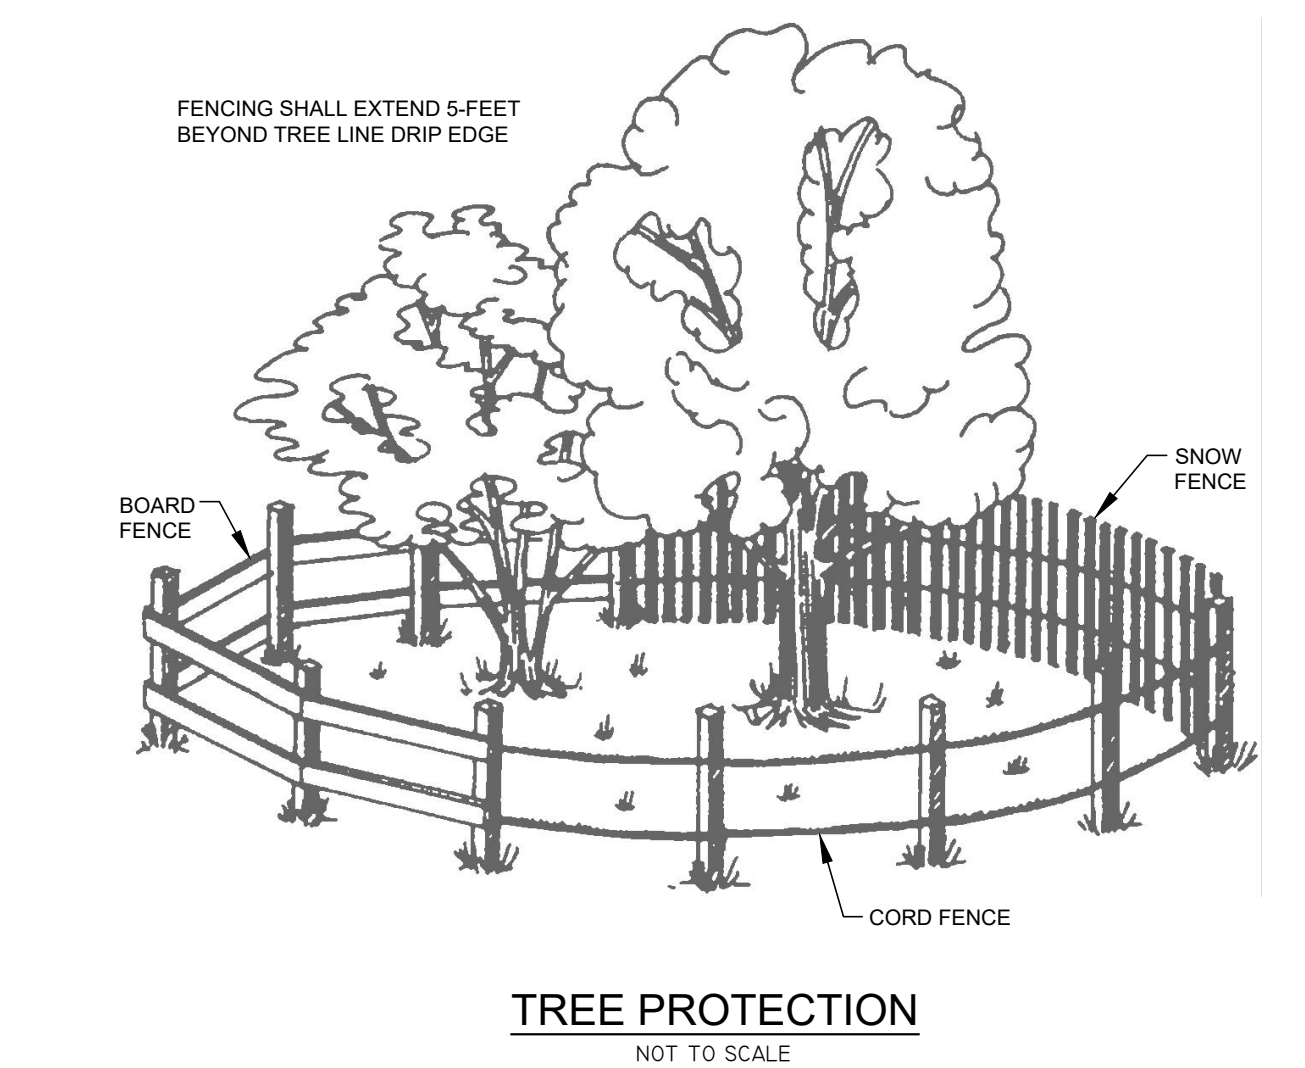 FENCING SHALL EXTEND 5-FEET
BEYOND TREE LINE DRIP EDGE
SNOW
FENCE
BOARD
FENCE
CORD FENCE
TREE PROTECTION
NOT TO SCALE